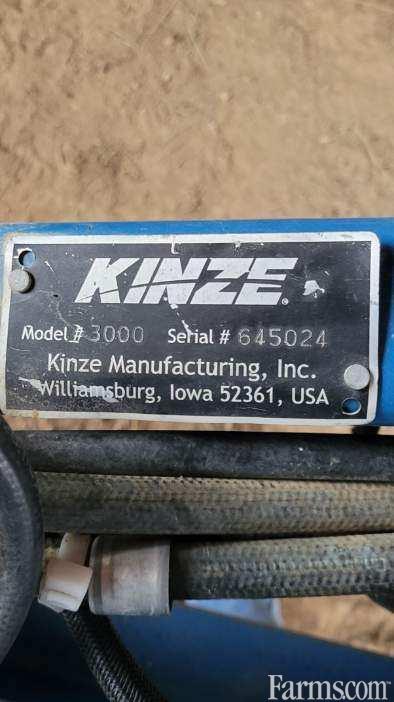 KINZE®
Model # 3000 Serial # 645024
Kinze Manufacturing, Inc.
Williamsburg, Iowa 52361, USA
Farms.com